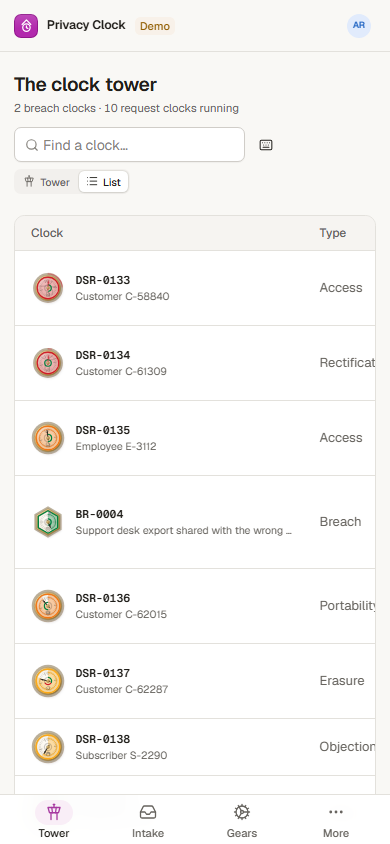 Privacy Clock Demo AR
The clock tower
2 breach clocks · 10 request clocks running
Find a clock...
Tower List
Clock Type
DSR-0133
Customer C-58840
Access
DSR-0134
Customer C-61309
Rectificat
DSR-0135
Employee E-3112
Access
BR-0004
Support desk export shared with the wrong ...
Breach
DSR-0136
Customer C-62015
Portability
DSR-0137
Customer C-62287
Erasure
DSR-0138
Subscriber S-2290
Objection
Tower Intake Gears More